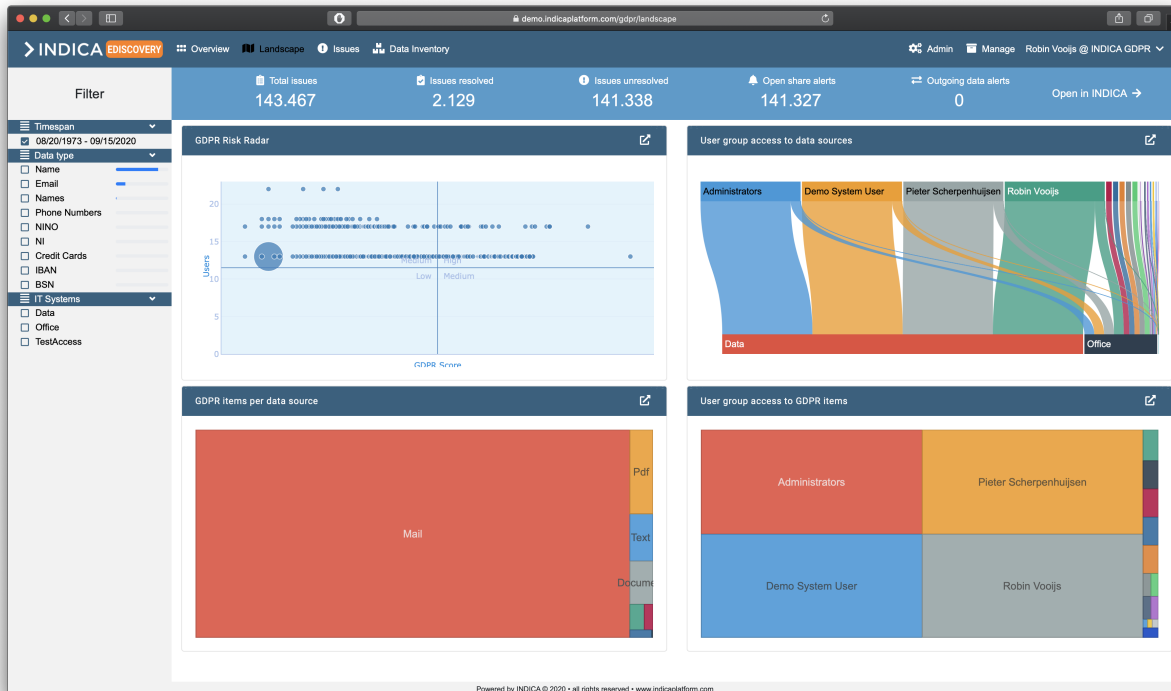 demo.indicaplatform.com/gdpr/landscape
INDICA EDISCOVERY Overview Landscape Issues Data Inventory Admin Manage Robin Vooijs @ INDICA GDPR
Filter
Total issues Issues resolved Issues unresolved Open share alerts Outgoing data alerts
143.467 2.129 141.338 141.327 0 Open in INDICA
Timespan
08/20/1973 - 09/15/2020
Data type
Name
Email
Names
Phone Numbers
NINO
NI
Credit Cards
IBAN
BSN
IT Systems
Data
Office
TestAccess
GDPR Risk Radar
20
15
10
5
0
Users
Medium High
Low Medium
GDPR Score
User group access to data sources
Administrators Demo System User Pieter Scherpenhuijsen Robin Vooijs
Data Office
GDPR items per data source
Mail
Pdf
Text
Docume
User group access to GDPR items
Administrators Pieter Scherpenhuijsen
Demo System User Robin Vooijs
Powered by INDICA © 2020 • all rights reserved • www.indicaplatform.com